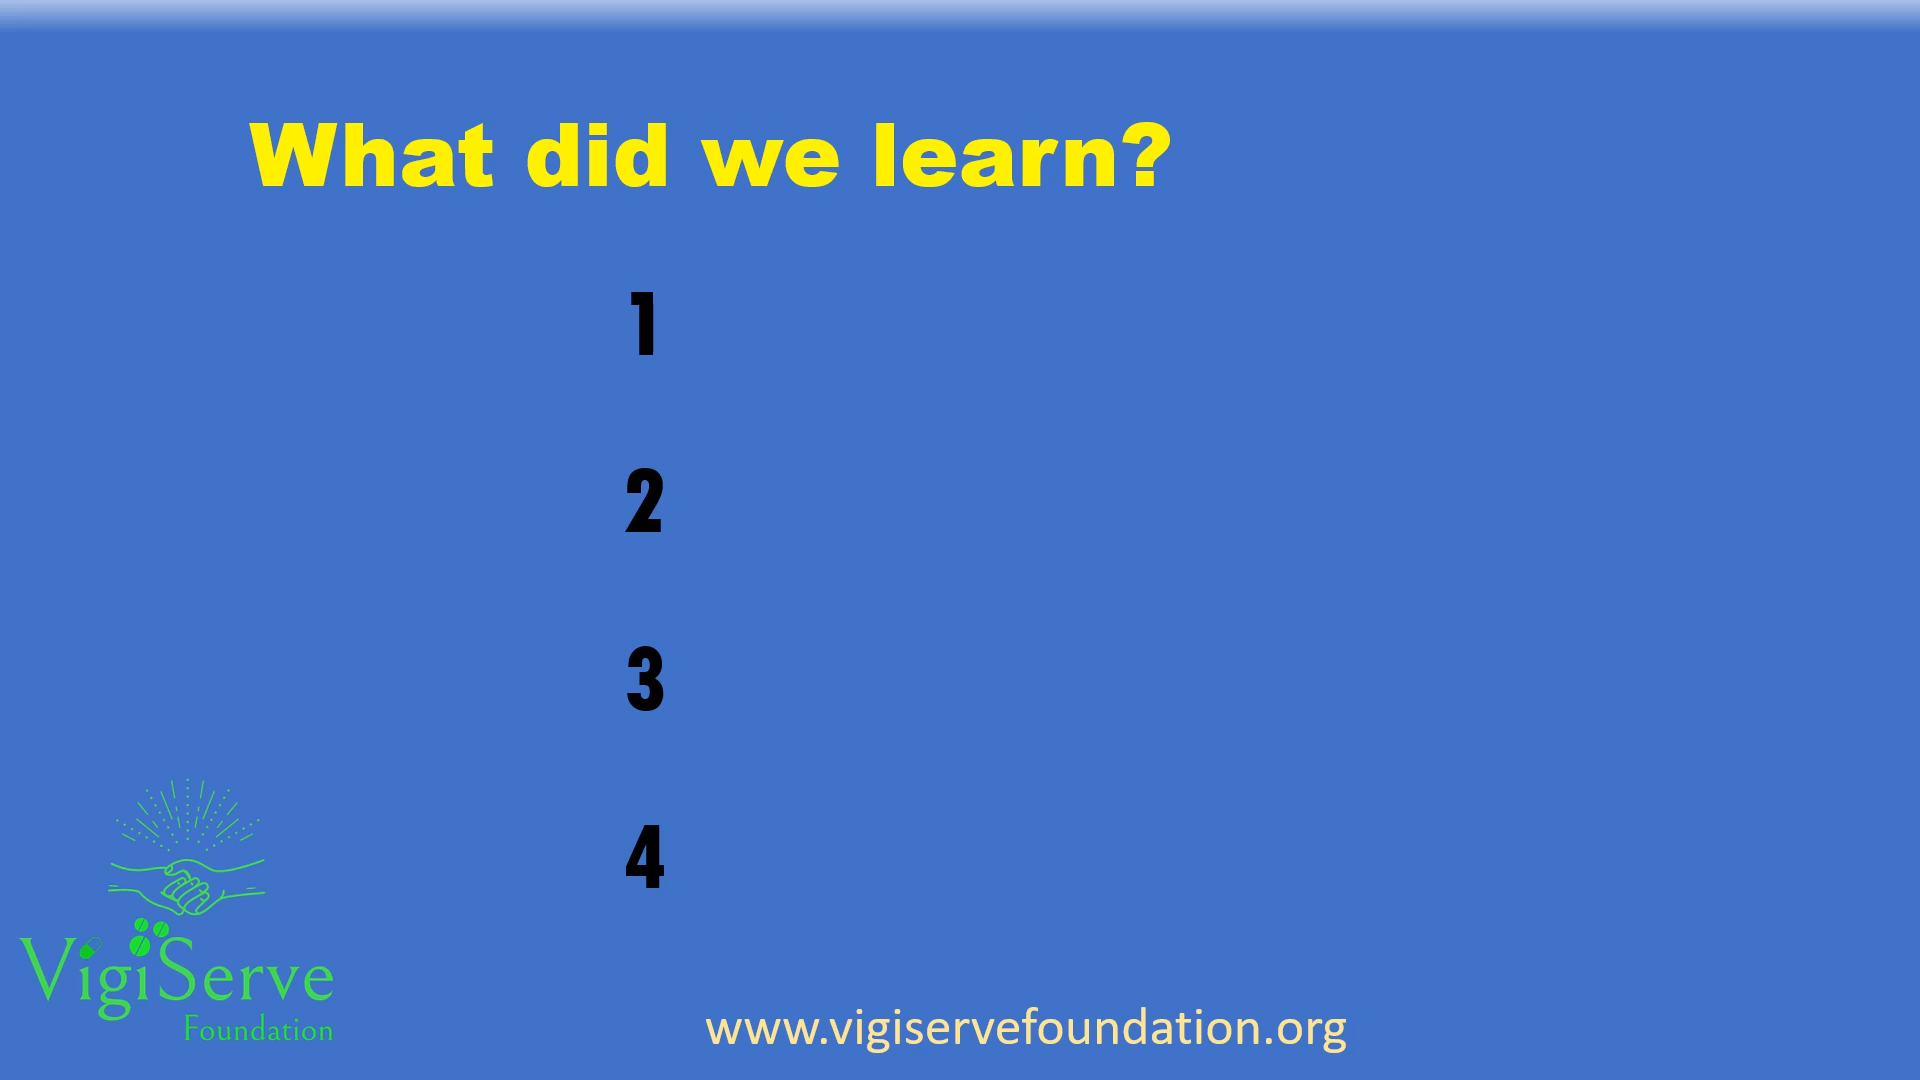 What did we learn?
1
2
3
4
VigiServe
Foundation
www.vigiservefoundation.org